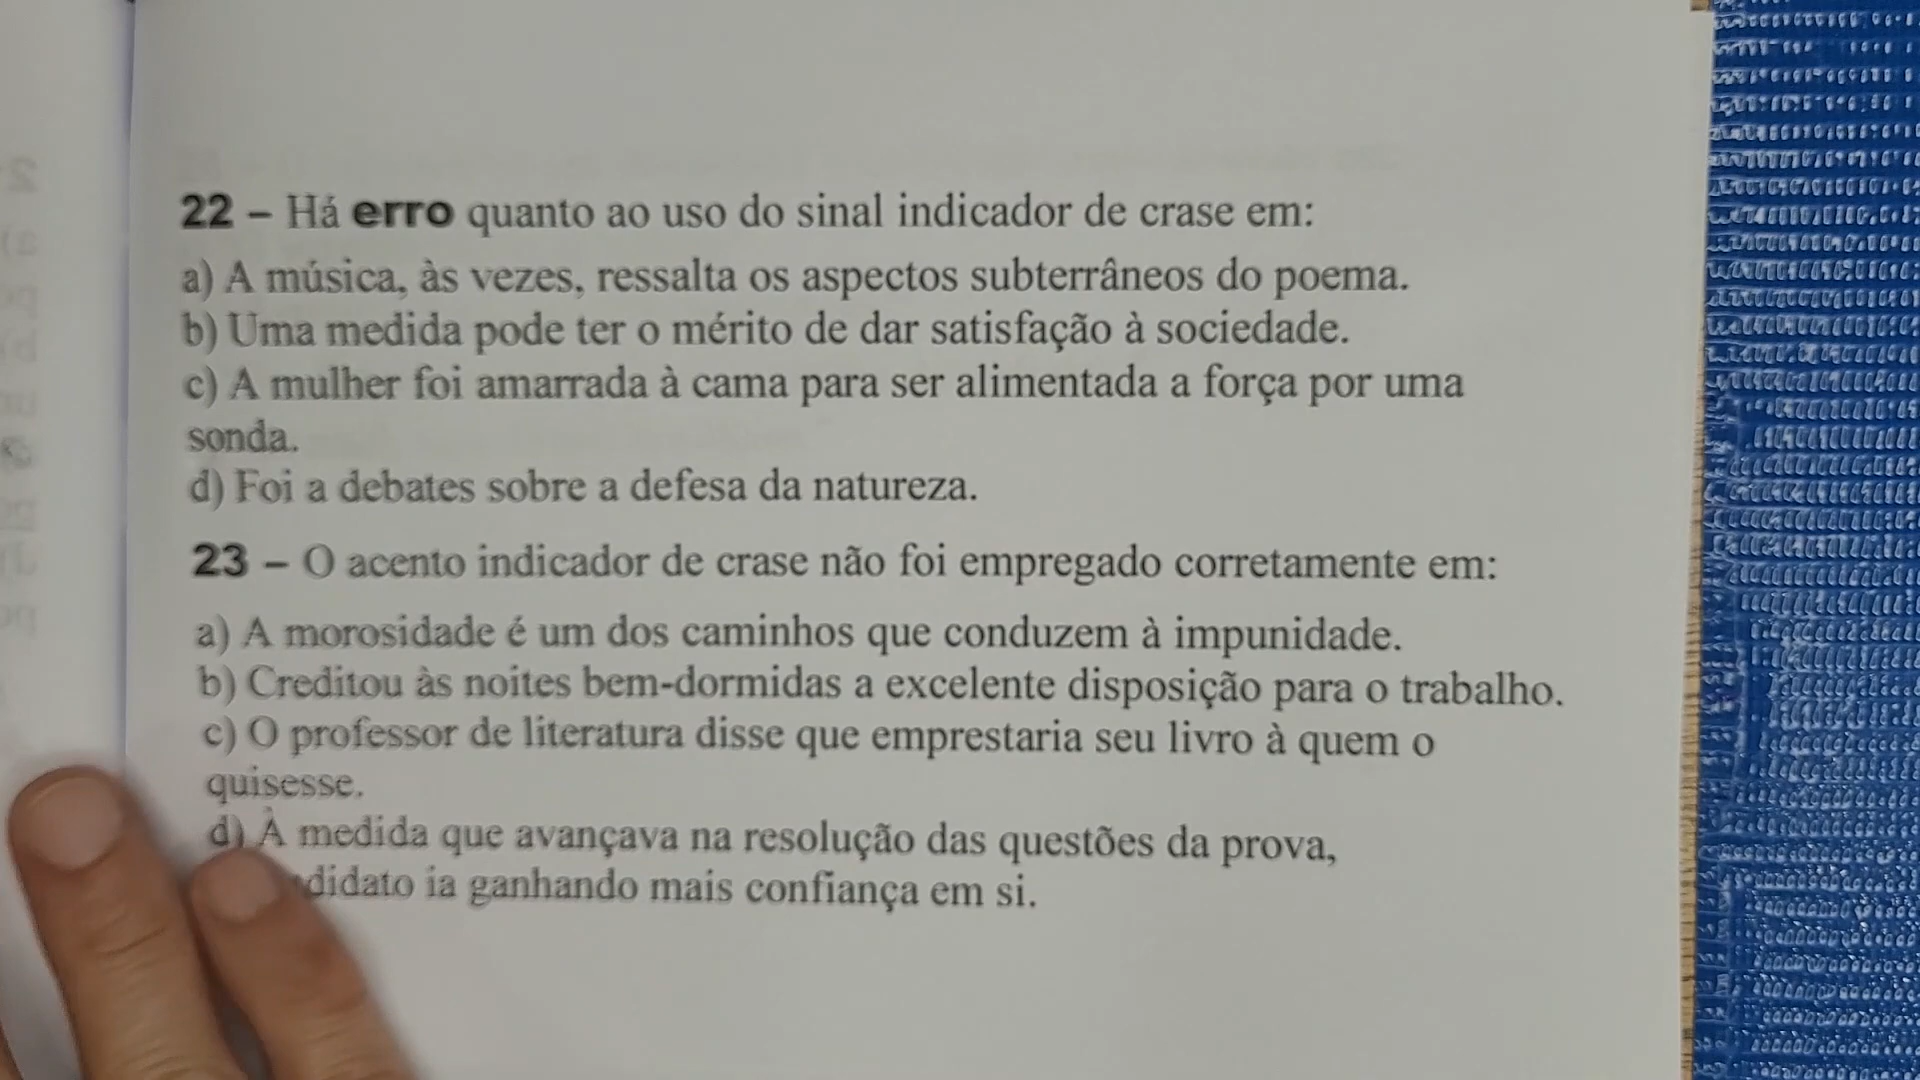 22 – Há erro quanto ao uso do sinal indicador de crase em:
a) A música, às vezes, ressalta os aspectos subterrâneos do poema.
b) Uma medida pode ter o mérito de dar satisfação à sociedade.
c) A mulher foi amarrada à cama para ser alimentada a força por uma
sonda.
d) Foi a debates sobre a defesa da natureza.
23 – O acento indicador de crase não foi empregado corretamente em:
a) A morosidade é um dos caminhos que conduzem à impunidade.
b) Creditou às noites bem-dormidas a excelente disposição para o trabalho.
c) O professor de literatura disse que emprestaria seu livro à quem o
quisesse.
d) À medida que avançava na resolução das questões da prova,
didato ia ganhando mais confiança em si.